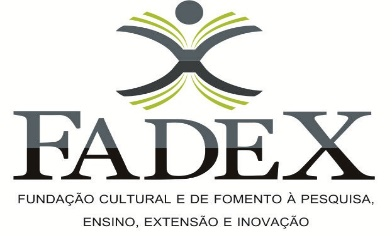 FADEX
FUNDAÇÃO CULTURAL E DE FOMENTO À PESQUISA,
ENSINO, EXTENSÃO E INOVAÇÃO